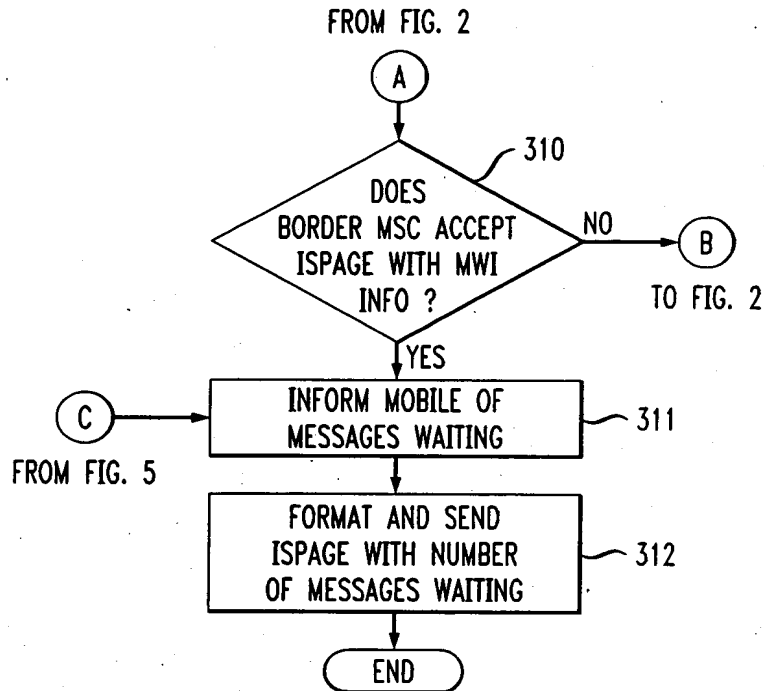 FROM FIG. 2
A
310
DOES
BORDER MSC ACCEPT
ISPAGE WITH MWI
INFO ?
NO
B
TO FIG. 2
YES
C
FROM FIG. 5
INFORM MOBILE OF
MESSAGES WAITING
311
FORMAT AND SEND
ISPAGE WITH NUMBER
OF MESSAGES WAITING
312
END